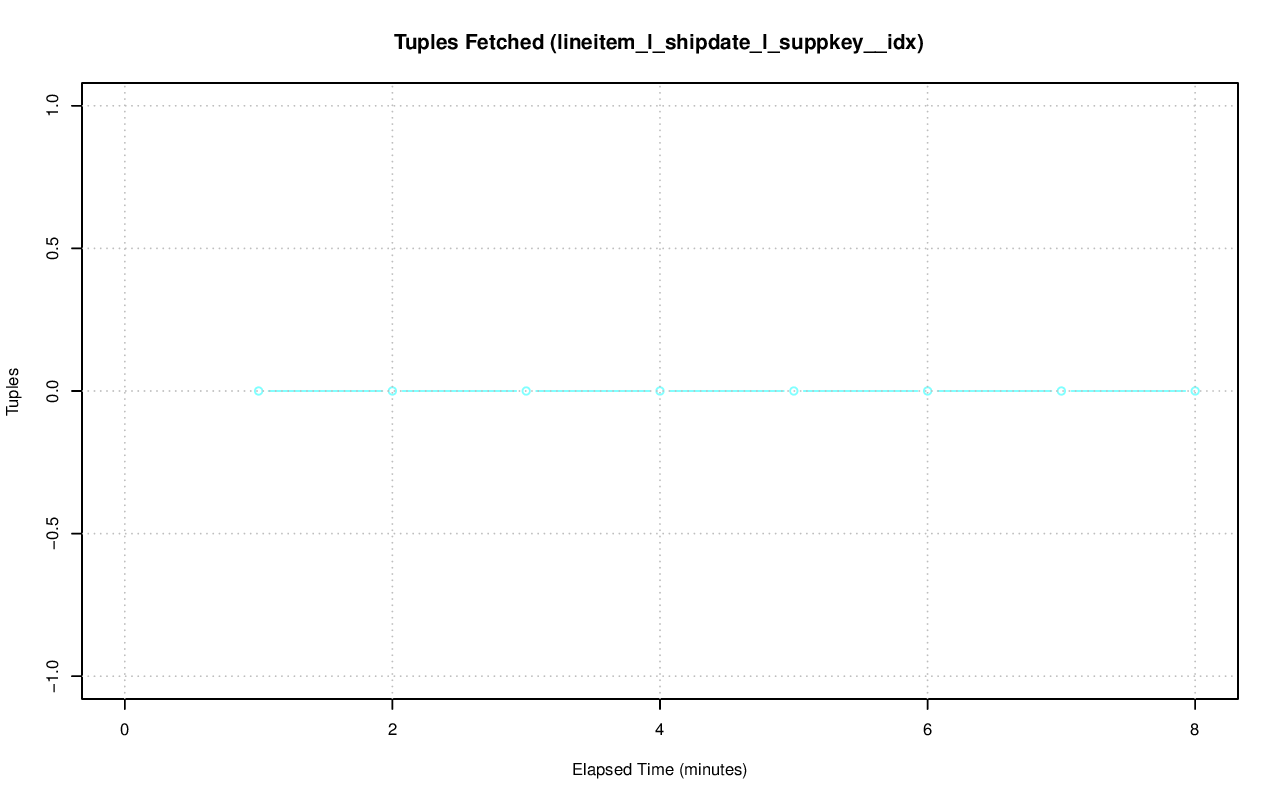 Tuples Fetched (lineitem_l_shipdate_l_suppkey__idx)
1.0
0.5
0.0
−0.5
−1.0
Tuples
0 2 4 6 8
Elapsed Time (minutes)